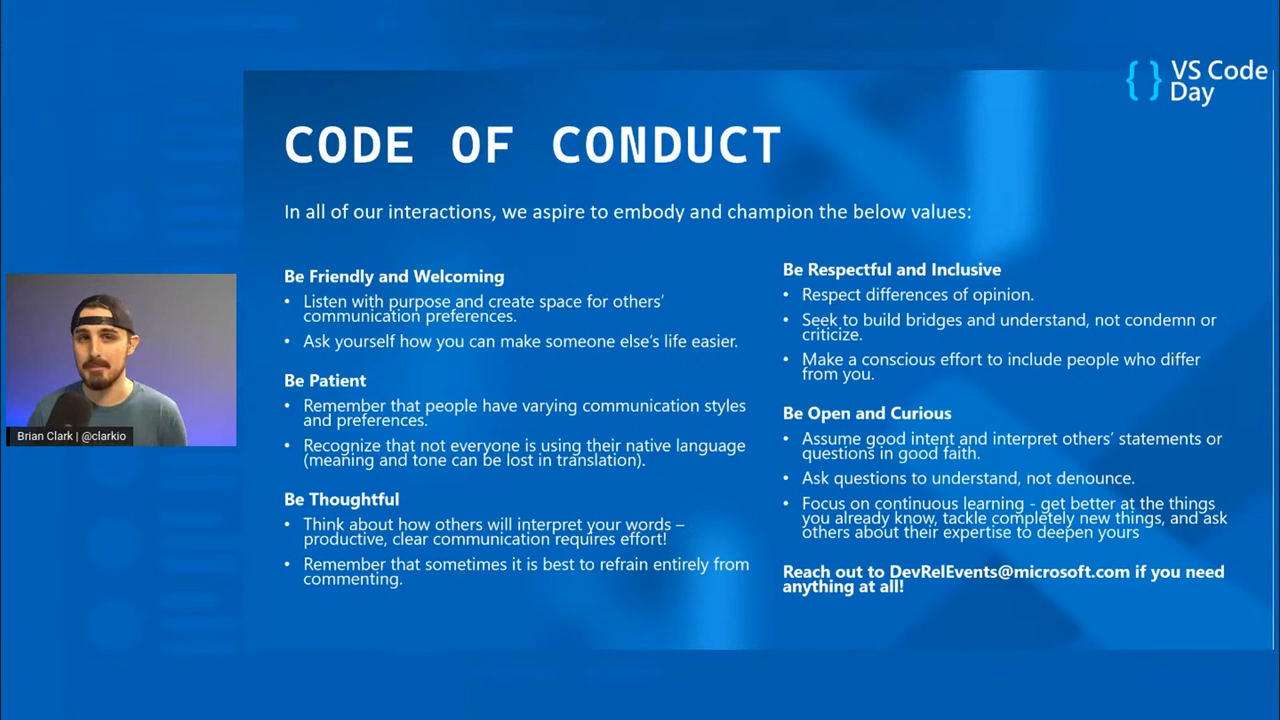 { } VS Code
Day
CODE OF CONDUCT
In all of our interactions, we aspire to embody and champion the below values:
Be Friendly and Welcoming
• Listen with purpose and create space for others’
communication preferences.
• Ask yourself how you can make someone else’s life easier.
Be Patient
• Remember that people have varying communication styles
and preferences.
• Recognize that not everyone is using their native language
(meaning and tone can be lost in translation).
Be Thoughtful
• Think about how others will interpret your words –
productive, clear communication requires effort!
• Remember that sometimes it is best to refrain entirely from
commenting.
Be Respectful and Inclusive
• Respect differences of opinion.
• Seek to build bridges and understand, not condemn or
criticize.
• Make a conscious effort to include people who differ
from you.
Be Open and Curious
• Assume good intent and interpret others’ statements or
questions in good faith.
• Ask questions to understand, not denounce.
• Focus on continuous learning - get better at the things
you already know, tackle completely new things, and ask
others about their expertise to deepen yours
Reach out to DevRelEvents@microsoft.com if you need
anything at all!
Brian Clark | @clarkio